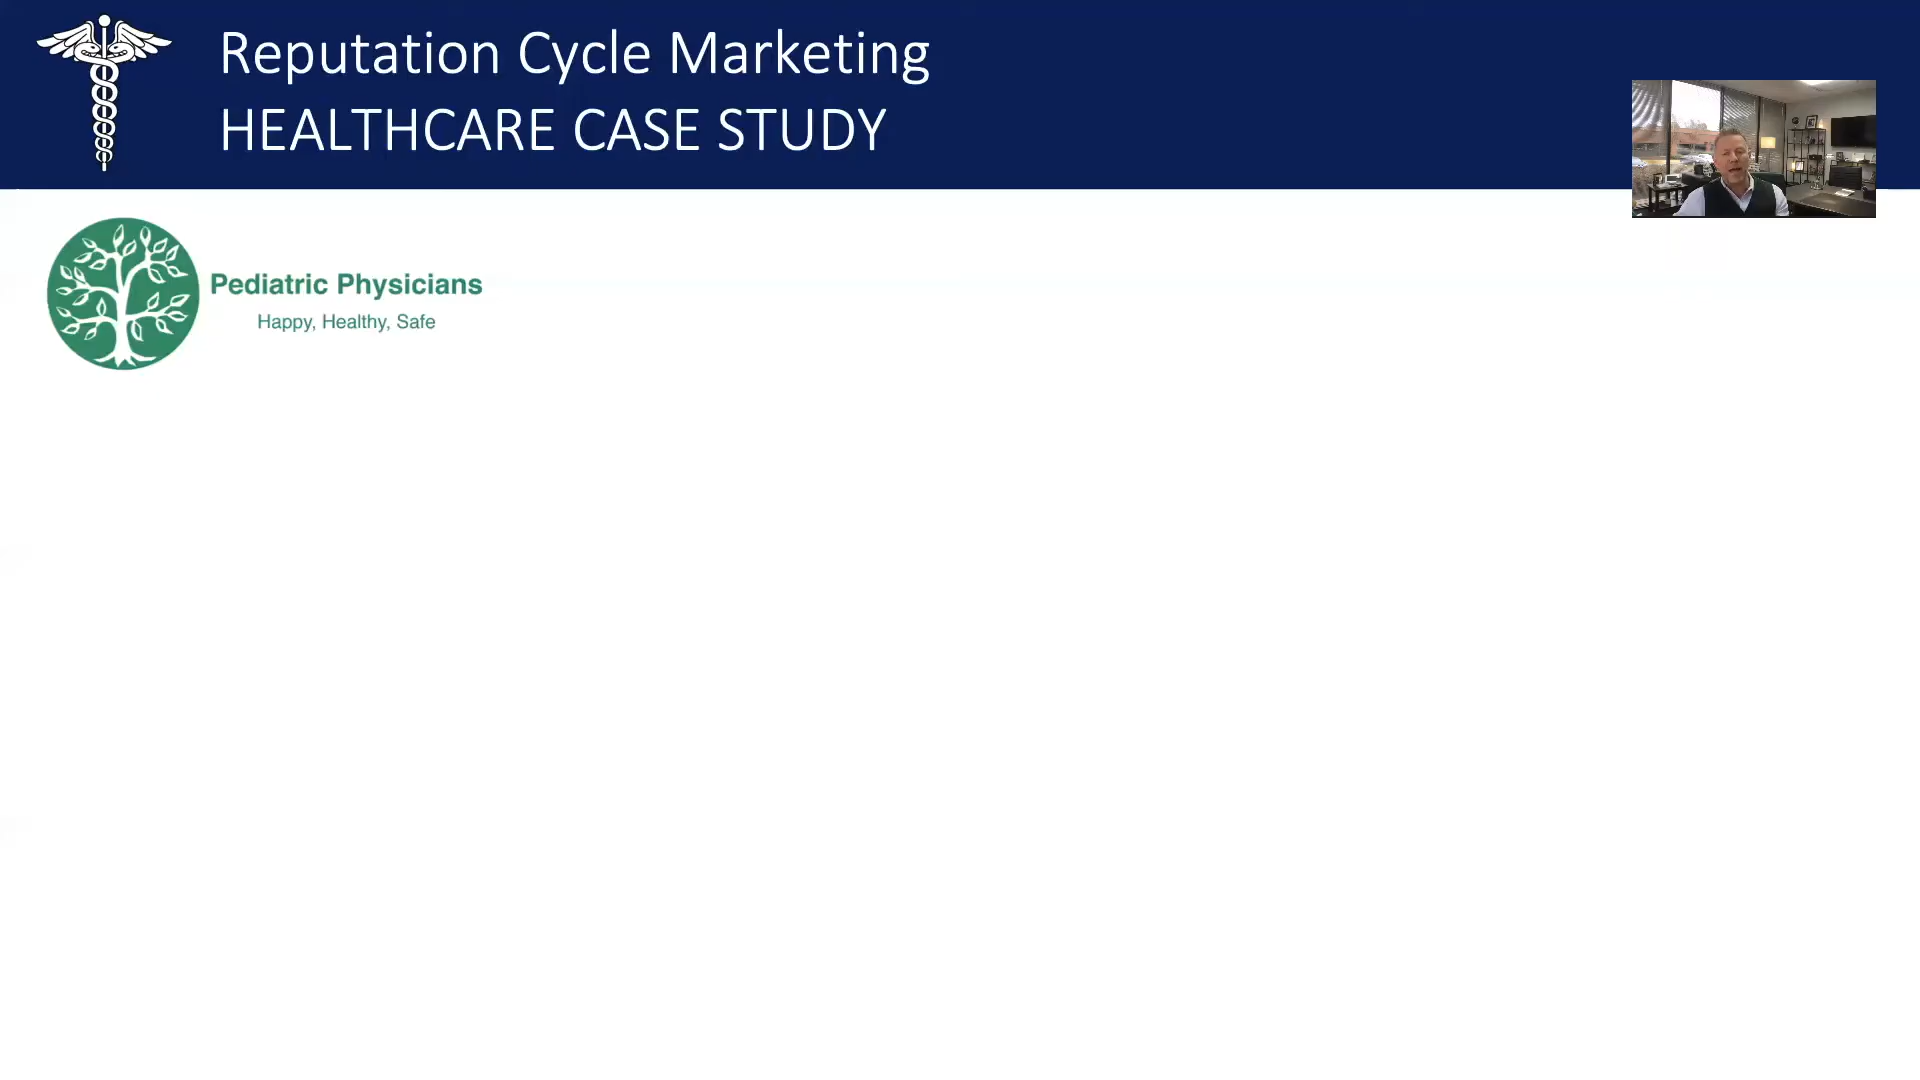 Reputation Cycle Marketing
HEALTHCARE CASE STUDY
Pediatric Physicians
Happy, Healthy, Safe